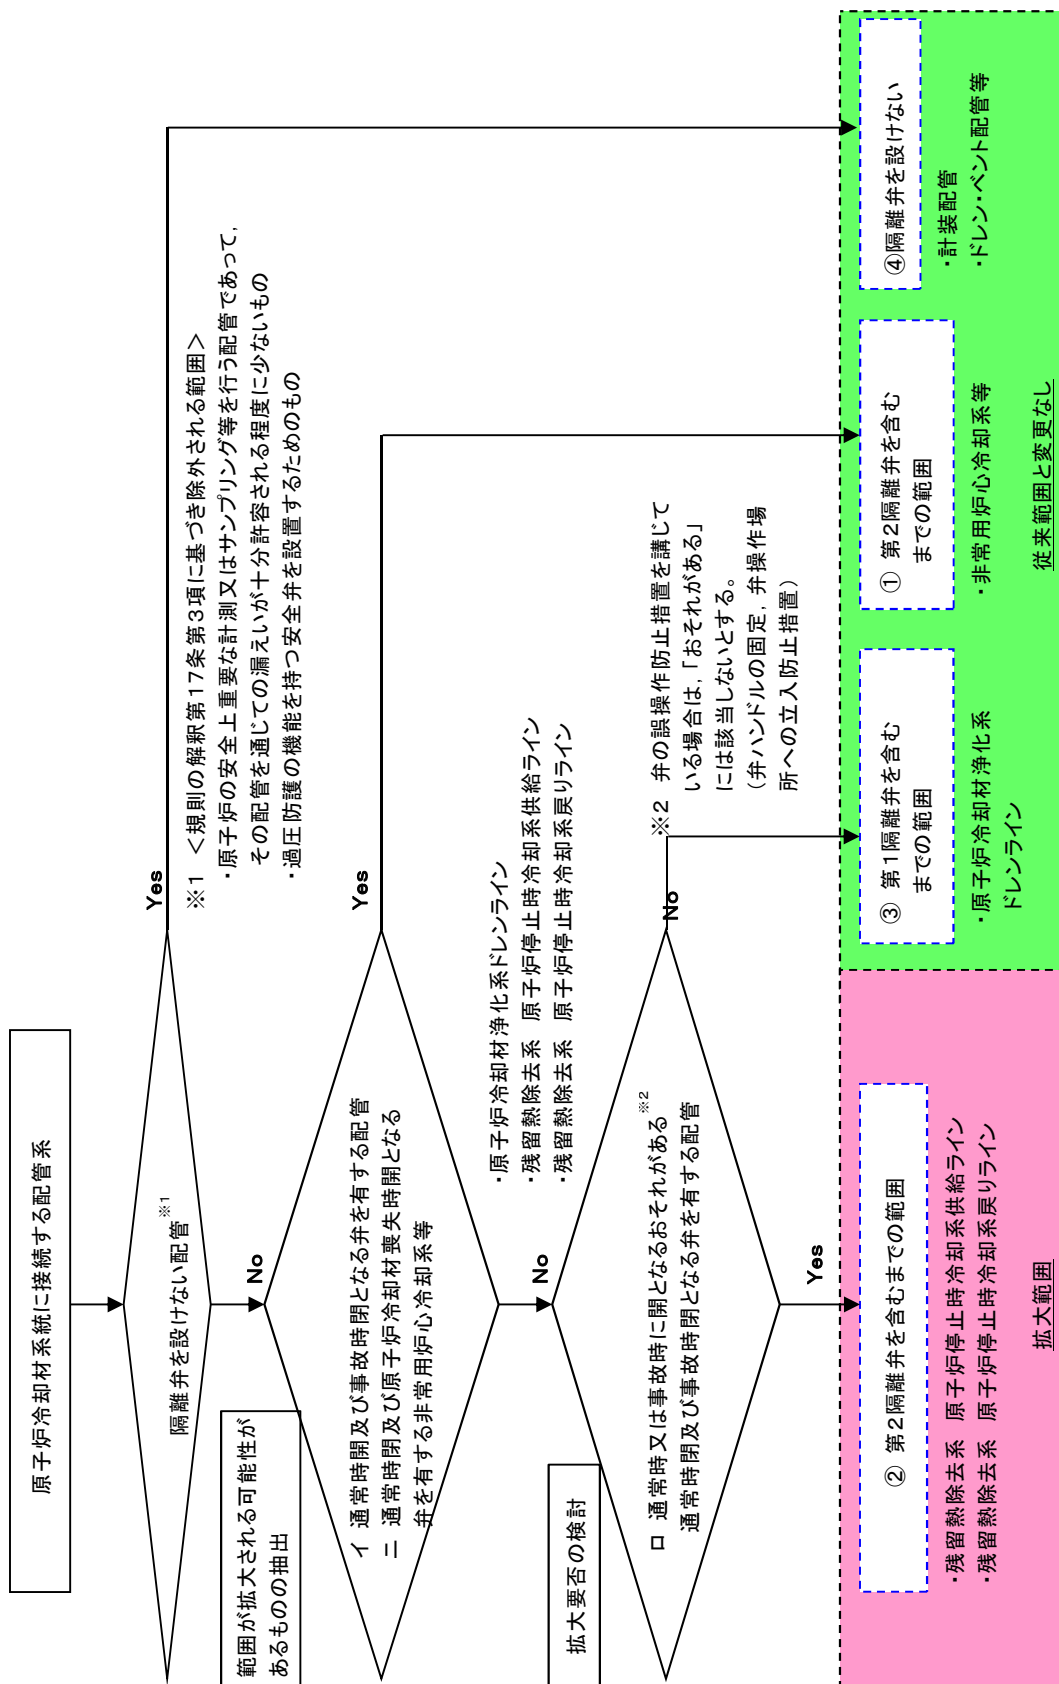 原子炉冷却材系統に接続する配管系
隔離弁を設けない配管※1
Yes
※1 <規則の解釈第17条第3項に基づき除外される範囲>
・原子炉の安全上重要な計測又はサンプリング等を行う配管であって,
その配管を通じての漏えいが十分許容される程度に少ないもの
・過圧防護の機能を持つ安全弁を設置するためのもの
No
範囲が拡大される可能性が
あるものの抽出
イ 通常時開及び事故時閉となる弁を有する配管
ニ 通常時閉及び原子炉冷却材喪失時開となる
弁を有する非常用炉心冷却系等
Yes
No
・原子炉冷却材浄化系ドレンライン
・残留熱除去系 原子炉停止時冷却系供給ライン
・残留熱除去系 原子炉停止時冷却系戻りライン
拡大要否の検討
ロ 通常時又は事故時に開となるおそれがある※2
通常時閉及び事故時閉となる弁を有する配管
No
※2 弁の誤操作防止措置を講じて
いる場合は,「おそれがある」
には該当しないとする。
(弁ハンドルの固定,弁操作場
所への立入防止措置)
Yes
② 第2隔離弁を含むまでの範囲
・残留熱除去系 原子炉停止時冷却系供給ライン
・残留熱除去系 原子炉停止時冷却系戻りライン
拡大範囲
③ 第1隔離弁を含む
までの範囲
・原子炉冷却材浄化系
ドレンライン
① 第2隔離弁を含む
までの範囲
・非常用炉心冷却系等
④隔離弁を設けない
・計装配管
・ドレン・ベント配管等
従来範囲と変更なし